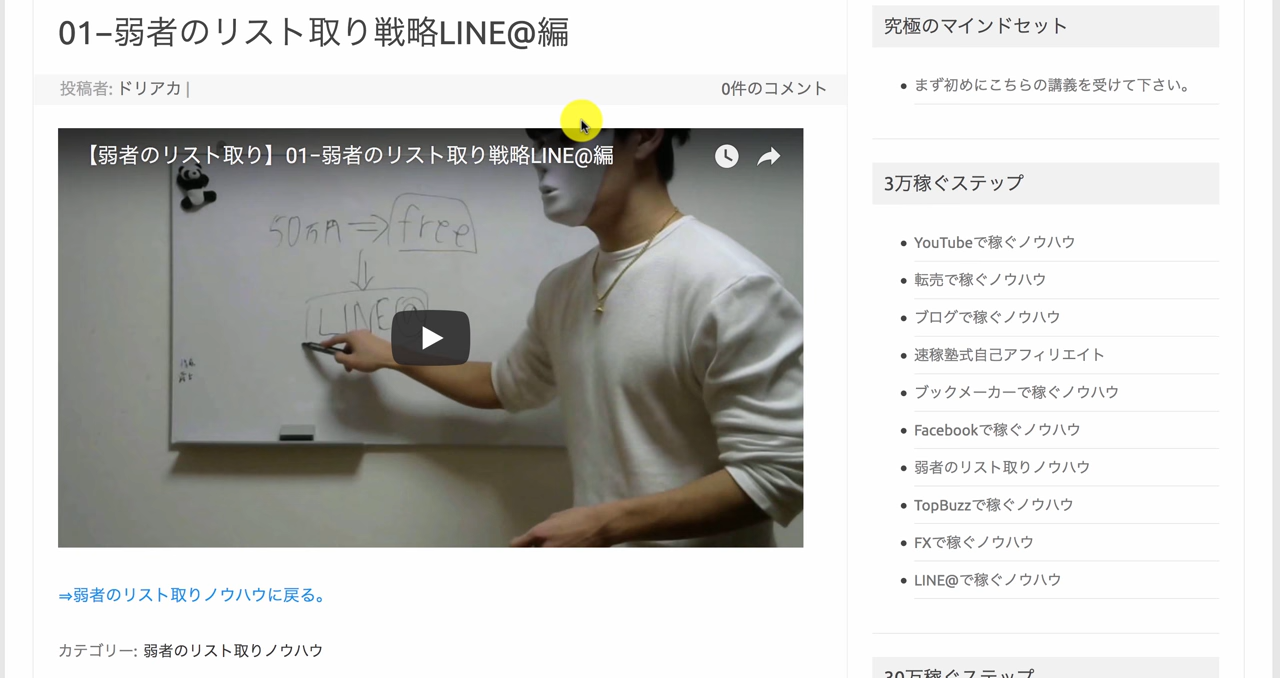 01–弱者のリスト取り戦略LINE@編
投稿者: ドリアカ |
0件のコメント
【弱者のリスト取り】01–弱者のリスト取り戦略LINE@編
50万円⇒free
↓
LINE@
⇒弱者のリスト取りノウハウに戻る。
カテゴリー: 弱者のリスト取りノウハウ
究極のマインドセット
まず初めにこちらの講義を受けて下さい。
3万稼ぐステップ
YouTubeで稼ぐノウハウ
転売で稼ぐノウハウ
ブログで稼ぐノウハウ
速稼塾式自己アフィリエイト
ブックメーカーで稼ぐノウハウ
Facebookで稼ぐノウハウ
弱者のリスト取りノウハウ
TopBuzzで稼ぐノウハウ
FXで稼ぐノウハウ
LINE@で稼ぐノウハウ
30万稼ぐステップ